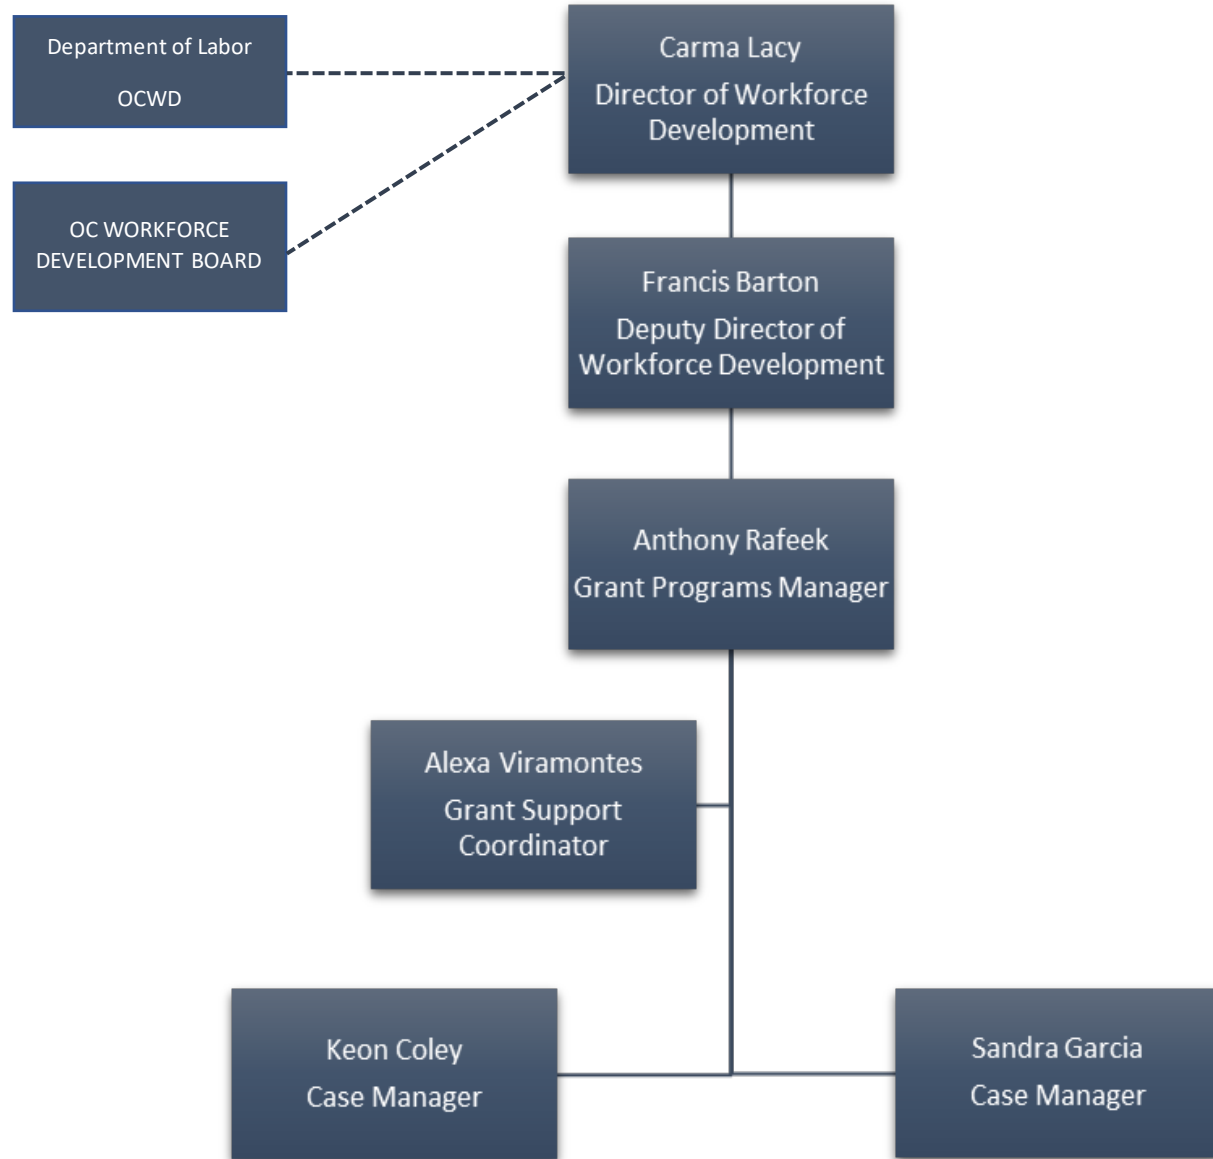 Department of Labor
OCWD
OC WORKFORCE
DEVELOPMENT BOARD
Carma Lacy
Director of Workforce
Development
Francis Barton
Deputy Director of
Workforce Development
Anthony Rafeek
Grant Programs Manager
Alexa Viramontes
Grant Support
Coordinator
Keon Coley
Case Manager
Sandra Garcia
Case Manager